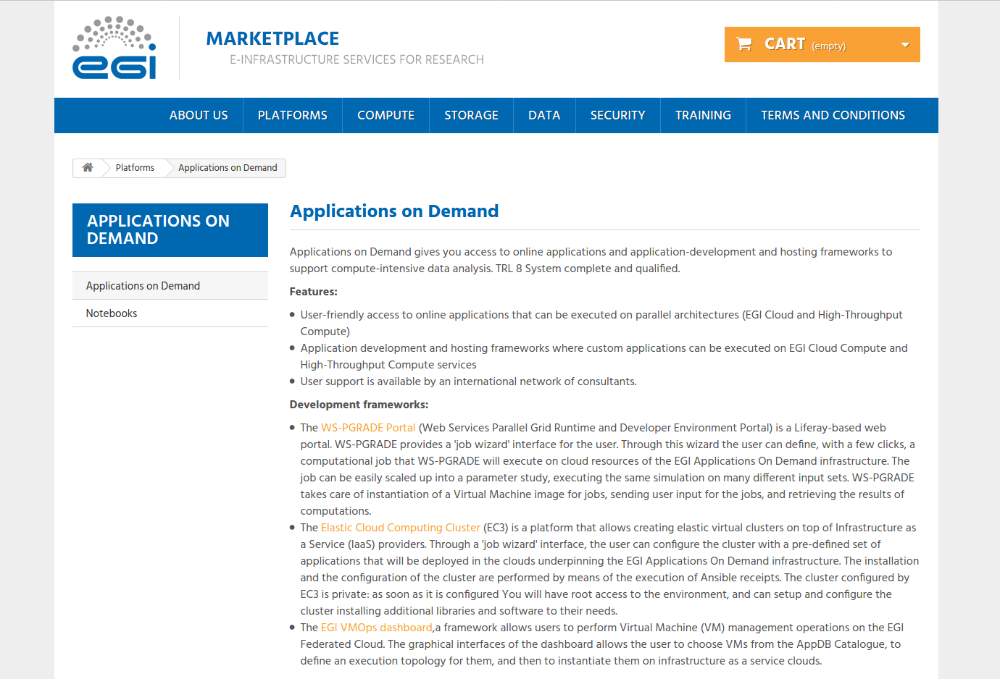 egi
MARKETPLACE
E-INFRASTRUCTURE SERVICES FOR RESEARCH
CART (empty)
ABOUT US PLATFORMS COMPUTE STORAGE DATA SECURITY TRAINING TERMS AND CONDITIONS
Platforms Applications on Demand
APPLICATIONS ON
DEMAND
Applications on Demand
Notebooks
Applications on Demand
Applications on Demand gives you access to online applications and application-development and hosting frameworks to
support compute-intensive data analysis. TRL 8 System complete and qualified.
Features:
User-friendly access to online applications that can be executed on parallel architectures (EGI Cloud and High-Throughput
Compute)
Application development and hosting frameworks where custom applications can be executed on EGI Cloud Compute and
High-Throughput Compute services
User support is available by an international network of consultants.
Development frameworks:
The WS-PGRADE Portal (Web Services Parallel Grid Runtime and Developer Environment Portal) is a Liferay-based web
portal. WS-PGRADE provides a 'job wizard' interface for the user. Through this wizard the user can define, with a few clicks, a
computational job that WS-PGRADE will execute on cloud resources of the EGI Applications On Demand infrastructure. The
job can be easily scaled up into a parameter study, executing the same simulation on many different input sets. WS-PGRADE
takes care of instantiation of a Virtual Machine image for jobs, sending user input for the jobs, and retrieving the results of
computations.
The Elastic Cloud Computing Cluster (EC3) is a platform that allows creating elastic virtual clusters on top of Infrastructure as
a Service (IaaS) providers. Through a 'job wizard' interface, the user can configure the cluster with a pre-defined set of
applications that will be deployed in the clouds underpinning the EGI Applications On Demand infrastructure. The installation
and the configuration of the cluster are performed by means of the execution of Ansible receipts. The cluster configured by
EC3 is private: as soon as it is configured You will have root access to the environment, and can setup and configure the
cluster installing additional libraries and software to their needs.
The EGI VMOps dashboard,a framework allows users to perform Virtual Machine (VM) management operations on the EGI
Federated Cloud. The graphical interfaces of the dashboard allows the user to choose VMs from the AppDB Catalogue, to
define an execution topology for them, and then to instantiate them on infrastructure as a service clouds.